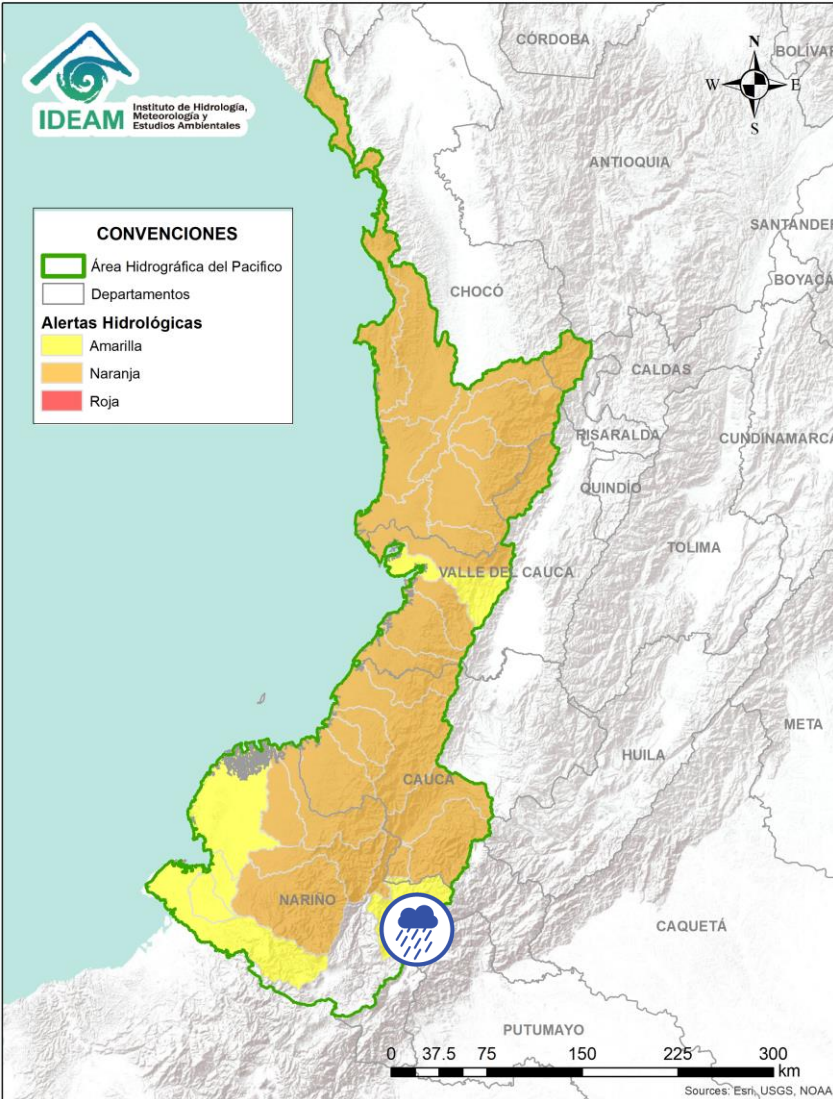 IDEAM
Instituto de Hidrología,
Meteorología y
Estudios Ambientales
CÓRDOBA
BOLÍVAR
N
W
E
S
ANTIOQUIA
SANTANDER
BOYACÁ
CONVENCIONES
Área Hidrográfica del Pacifico
Departamentos
Alertas Hidrológicas
Amarilla
Naranja
Roja
CHOCÓ
CALDAS
RISARALDA
CUNDINAMARCA
QUINDÍO
TOLIMA
VALLE DEL CAUCA
META
HUILA
CAUCA
NARIÑO
CAQUETÁ
PUTUMAYO
0 37.5 75 150 225 300
km
Sources: Esri, USGS, NOAA